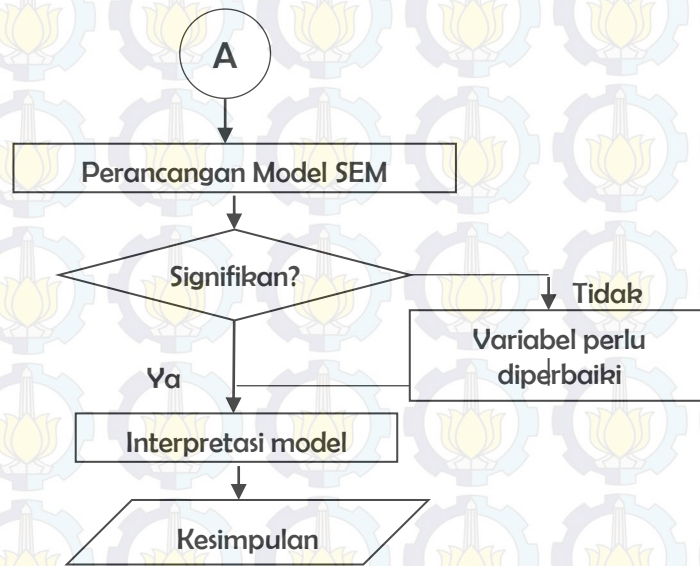 A
Perancangan Model SEM
Signifikan?
Tidak
Variabel perlu
diperbaiki
Ya
Interpretasi model
Kesimpulan